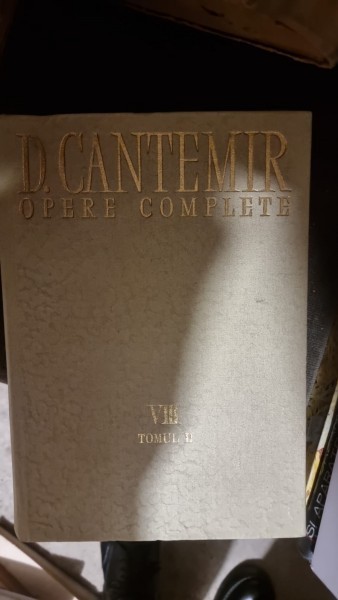 D. CANTEMIR
OPERE COMPLETE
VIII
TOMUL II